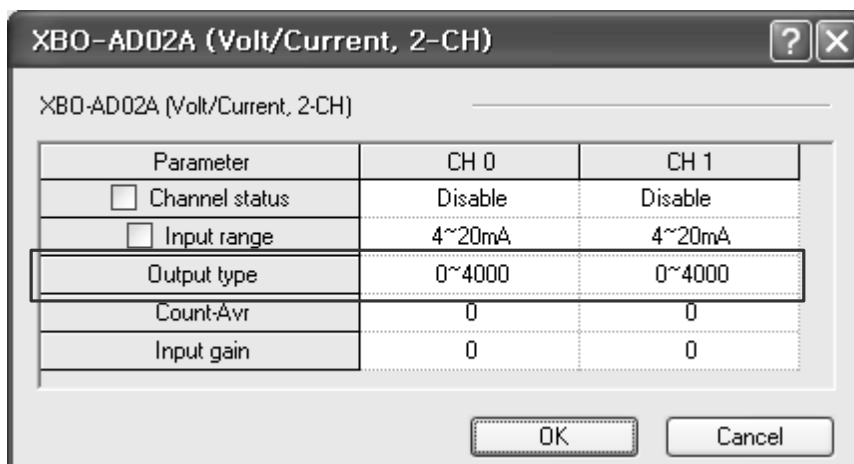 XBO-AD02A (Volt/Current, 2-CH)
XBO-AD02A (Volt/Current, 2-CH)
Parameter CH 0 CH 1
Channel status Disable Disable
Input range 4~20mA 4~20mA
Output type 0~4000 0~4000
Count-Avr 0 0
Input gain 0 0
OK Cancel